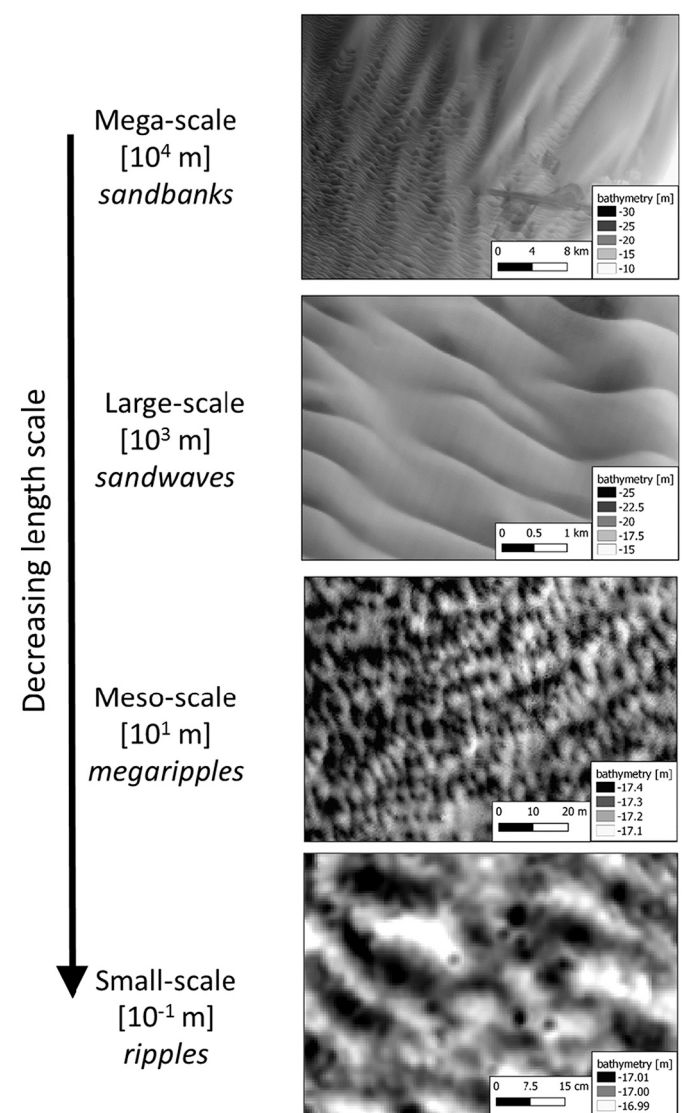 Decreasing length scale
Mega-scale
[10⁴ m]
sandbanks
0 4 8 km
bathymetry [m]
-30
-25
-20
-15
-10
Large-scale
[10³ m]
sandwaves
0 0.5 1 km
bathymetry [m]
-25
-22.5
-20
-17.5
-15
Meso-scale
[10¹ m]
megaripples
0 10 20 m
bathymetry [m]
-17.4
-17.3
-17.2
-17.1
Small-scale
[10⁻¹ m]
ripples
0 7.5 15 cm
bathymetry [m]
-17.01
-17.00
-16.99